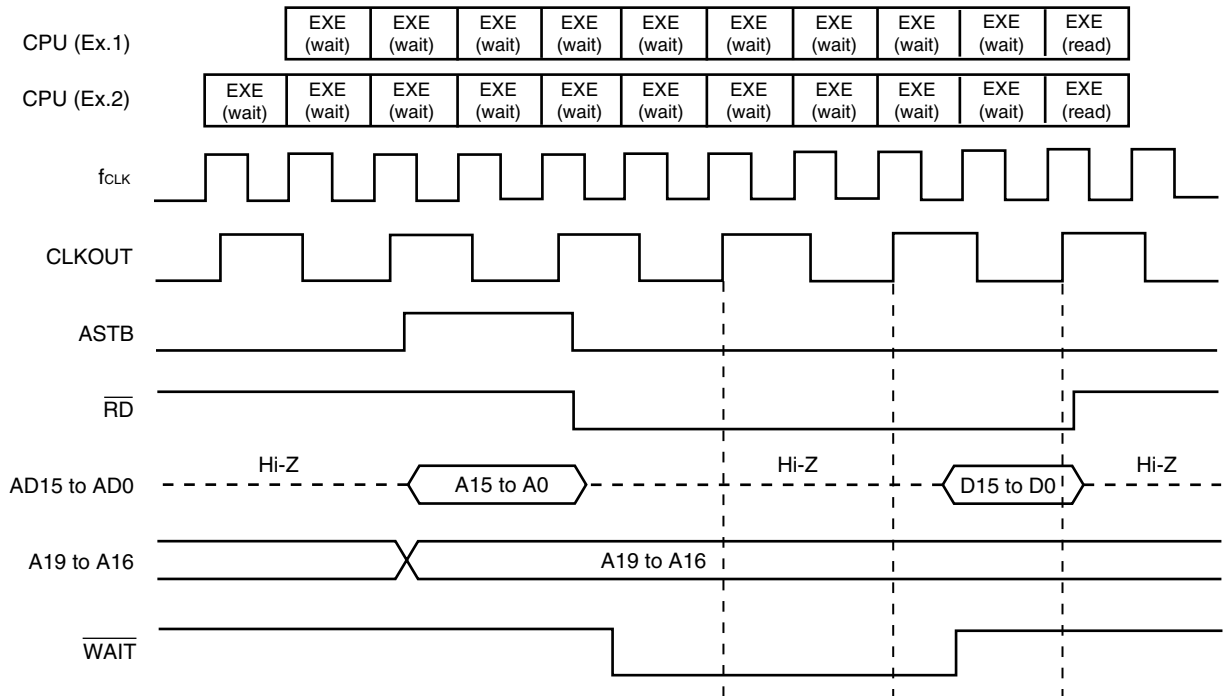 CPU (Ex.1)
EXE (wait) EXE (wait) EXE (wait) EXE (wait) EXE (wait) EXE (wait) EXE (wait) EXE (wait) EXE (wait) EXE (read)
CPU (Ex.2)
EXE (wait) EXE (wait) EXE (wait) EXE (wait) EXE (wait) EXE (wait) EXE (wait) EXE (wait) EXE (wait) EXE (wait) EXE (read)
fCLK
CLKOUT
ASTB
RD
Hi-Z Hi-Z Hi-Z
AD15 to AD0 A15 to A0 D15 to D0
A19 to A16 A19 to A16
WAIT